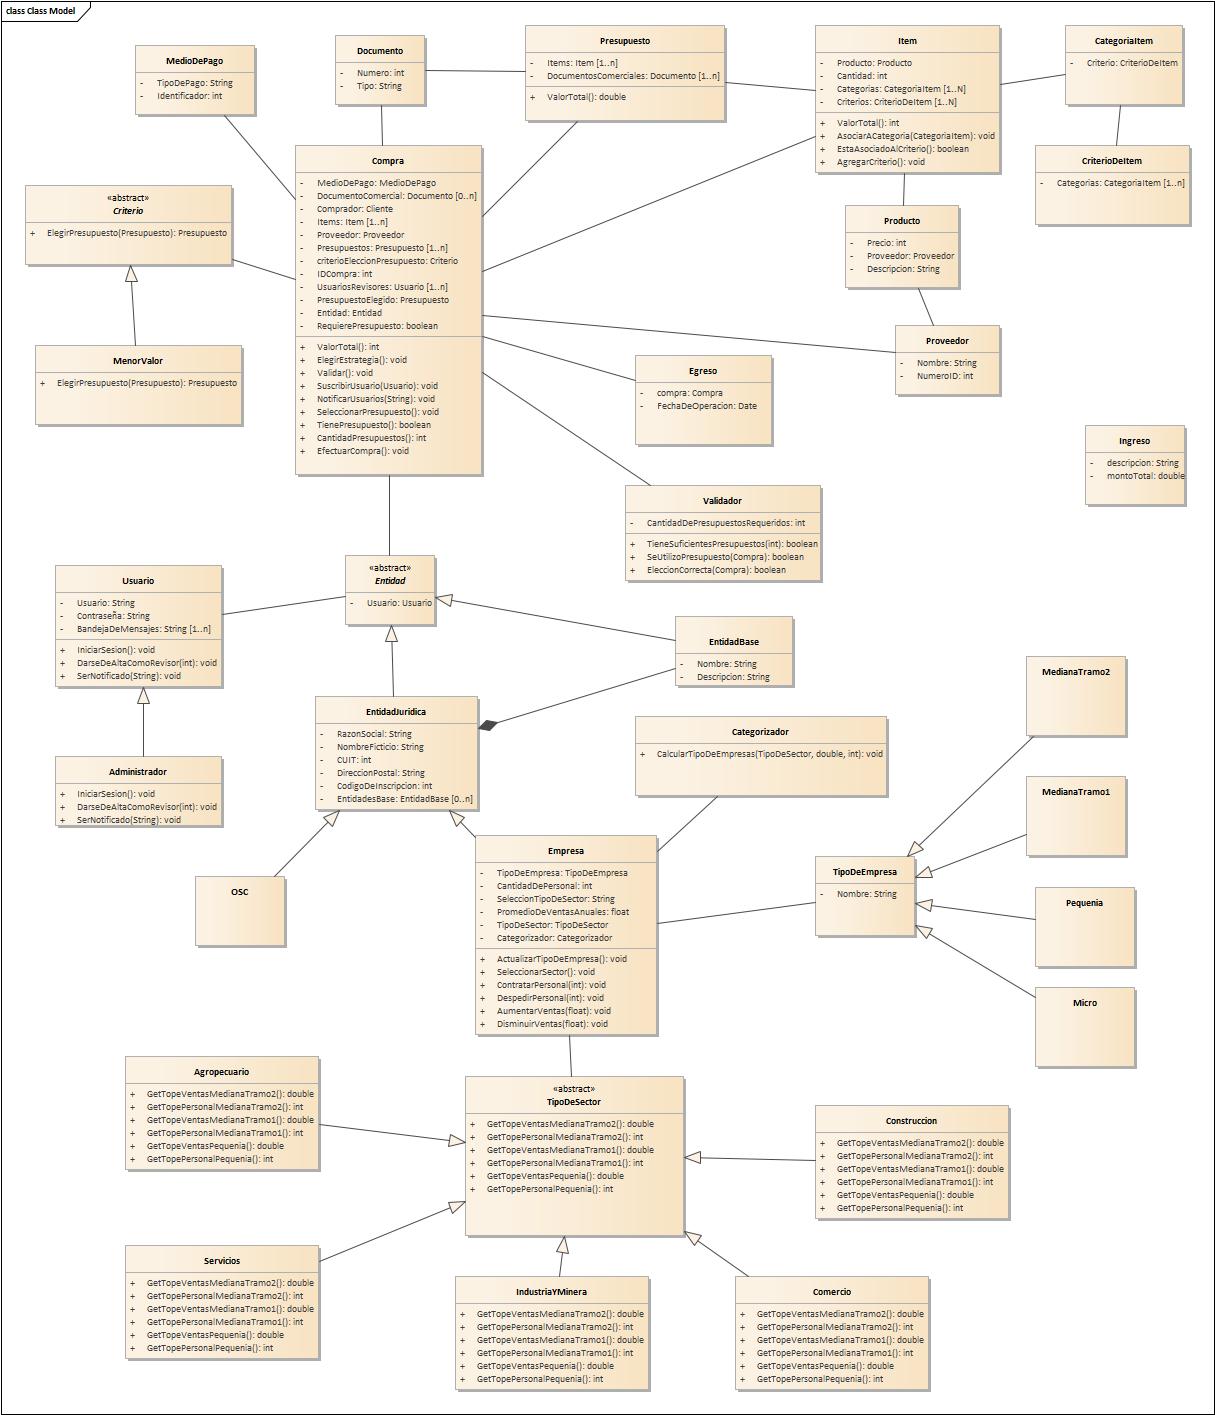 class Class Model
MedioDePago
- TipoDePago: String
- Identificador: int
Documento
- Numero: int
- Tipo: String
Presupuesto
- Items: Item [1..n]
- DocumentosComerciales: Documento [1..n]
+ ValorTotal(): double
Item
- Producto: Producto
- Cantidad: int
- Categorias: CategoriaItem [1..N]
- Criterios: CriterioDeItem [1..N]
+ ValorTotal(): int
+ AsociarACategoria(CategoriaItem): void
+ EstaAsociadoAlCriterio(): boolean
+ AgregarCriterio(): void
CategoriaItem
- Criterio: CriterioDeItem
CriterioDeItem
- Categorias: CategoriaItem [1..n]
Compra
- MedioDePago: MedioDePago
- DocumentoComercial: Documento [0..n]
- Comprador: Cliente
- Items: Item [1..n]
- Proveedor: Proveedor
- Presupuestos: Presupuesto [1..n]
- criterioEleccionPresupuesto: Criterio
- IDCompra: int
- UsuariosRevisores: Usuario [1..n]
- PresupuestoElegido: Presupuesto
- Entidad: Entidad
- RequierePresupuesto: boolean
+ ValorTotal(): int
+ ElegirEstrategia(): void
+ Validar(): void
+ SuscribirUsuario(Usuario): void
+ NotificarUsuarios(String): void
+ SeleccionarPresupuesto(): void
+ TienePresupuesto(): boolean
+ CantidadPresupuestos(): int
+ EfectuarCompra(): void
«abstract»
Criterio
+ ElegirPresupuesto(Presupuesto): Presupuesto
MenorValor
+ ElegirPresupuesto(Presupuesto): Presupuesto
Producto
- Precio: int
- Proveedor: Proveedor
- Descripcion: String
Proveedor
- Nombre: String
- NumeroID: int
Egreso
- compra: Compra
- FechaDeOperacion: Date
Ingreso
- descripcion: String
- montoTotal: double
Validador
- CantidadDePresupuestosRequeridos: int
+ TieneSuficientesPresupuestos(int): boolean
+ SeUtilizoPresupuesto(Compra): boolean
+ EleccionCorrecta(Compra): boolean
«abstract»
Entidad
- Usuario: Usuario
Usuario
- Usuario: String
- Contraseña: String
- BandejaDeMensajes: String [1..n]
+ IniciarSesion(): void
+ DarseDeAltaComoRevisor(int): void
+ SerNotificado(String): void
Administrador
+ IniciarSesion(): void
+ DarseDeAltaComoRevisor(int): void
+ SerNotificado(String): void
EntidadBase
- Nombre: String
- Descripcion: String
EntidadJuridica
- RazonSocial: String
- NombreFicticio: String
- CUIT: int
- DireccionPostal: String
- CodigoDeInscripcion: int
- EntidadesBase: EntidadBase [0..n]
Categorizador
+ CalcularTipoDeEmpresas(TipoDeSector, double, int): void
MedianaTramo2
MedianaTramo1
OSC
Empresa
- TipoDeEmpresa: TipoDeEmpresa
- CantidadDePersonal: int
- SeleccionTipoDeSector: String
- PromedioDeVentasAnuales: float
- TipoDeSector: TipoDeSector
- Categorizador: Categorizador
+ ActualizarTipoDeEmpresa(): void
+ SeleccionarSector(): void
+ ContratarPersonal(int): void
+ DespedirPersonal(int): void
+ AumentarVentas(float): void
+ DisminuirVentas(float): void
TipoDeEmpresa
- Nombre: String
Pequenia
Micro
Agropecuario
+ GetTopeVentasMedianaTramo2(): double
+ GetTopePersonalMedianaTramo2(): int
+ GetTopeVentasMedianaTramo1(): double
+ GetTopePersonalMedianaTramo1(): int
+ GetTopeVentasPequenia(): double
+ GetTopePersonalPequenia(): int
«abstract»
TipoDeSector
+ GetTopeVentasMedianaTramo2(): double
+ GetTopePersonalMedianaTramo2(): int
+ GetTopeVentasMedianaTramo1(): double
+ GetTopePersonalMedianaTramo1(): int
+ GetTopeVentasPequenia(): double
+ GetTopePersonalPequenia(): int
Construccion
+ GetTopeVentasMedianaTramo2(): double
+ GetTopePersonalMedianaTramo2(): int
+ GetTopeVentasMedianaTramo1(): double
+ GetTopePersonalMedianaTramo1(): int
+ GetTopeVentasPequenia(): double
+ GetTopePersonalPequenia(): int
Servicios
+ GetTopeVentasMedianaTramo2(): double
+ GetTopePersonalMedianaTramo2(): int
+ GetTopeVentasMedianaTramo1(): double
+ GetTopePersonalMedianaTramo1(): int
+ GetTopeVentasPequenia(): double
+ GetTopePersonalPequenia(): int
IndustriaYMinera
+ GetTopeVentasMedianaTramo2(): double
+ GetTopePersonalMedianaTramo2(): int
+ GetTopeVentasMedianaTramo1(): double
+ GetTopePersonalMedianaTramo1(): int
+ GetTopeVentasPequenia(): double
+ GetTopePersonalPequenia(): int
Comercio
+ GetTopeVentasMedianaTramo2(): double
+ GetTopePersonalMedianaTramo2(): int
+ GetTopeVentasMedianaTramo1(): double
+ GetTopePersonalMedianaTramo1(): int
+ GetTopeVentasPequenia(): double
+ GetTopePersonalPequenia(): int